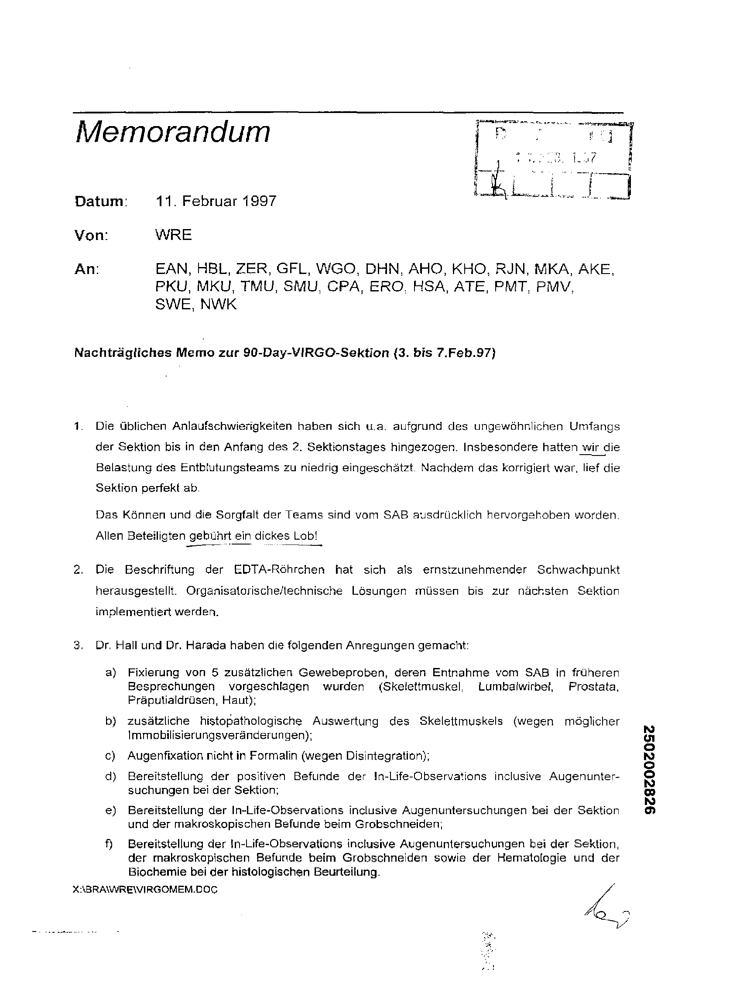 Memorandum
Datum: 11. Februar 1997
Von: WRE
An: EAN, HBL, ZER, GFL, WGO, DHN, AHO, KHO, RJN, MKA, AKE,
PKU, MKU, TMU, SMU, CPA, ERO, HSA, ATE, PMT, PMV,
SWE, NWK
Nachträgliches Memo zur 90-Day-VIRGO-Sektion (3. bis 7.Feb.97)
1. Die üblichen Anlaufschwierigkeiten haben sich u.a. aufgrund des ungewöhnlichen Umfangs
der Sektion bis in den Anfang des 2. Sektionstages hingezogen. Insbesondere hatten wir die
Belastung des Entblutungsteams zu niedrig eingeschätzt. Nachdem das korrigiert war, lief die
Sektion perfekt ab.
Das Können und die Sorgfalt der Teams sind vom SAB ausdrücklich hervorgehoben worden.
Allen Beteiligten gebührt ein dickes Lob!
2. Die Beschriftung der EDTA-Röhrchen hat sich als ernstzunehmender Schwachpunkt
herausgestellt. Organisatorische/technische Lösungen müssen bis zur nächsten Sektion
implementiert werden.
3. Dr. Hall und Dr. Harada haben die folgenden Anregungen gemacht:
a) Fixierung von 5 zusätzlichen Gewebeproben, deren Entnahme vom SAB in früheren
Besprechungen vorgeschlagen wurden (Skelettmuskel, Lumbalwirbel, Prostata,
Präputialdrüsen, Haut);
b) zusätzliche histopathologische Auswertung des Skelettmuskels (wegen möglicher
Immobilisierungsveränderungen);
c) Augenfixation nicht in Formalin (wegen Disintegration);
d) Bereitstellung der positiven Befunde der In-Life-Observations inclusive Augenunter-
suchungen bei der Sektion;
e) Bereitstellung der In-Life-Observations inclusive Augenuntersuchungen bei der Sektion
und der makroskopischen Befunde beim Grobschneiden;
f) Bereitstellung der In-Life-Observations inclusive Augenuntersuchungen bei der Sektion,
der makroskopischen Befunde beim Grobschneiden sowie der Hematologie und der
Biochemie bei der histologischen Beurteilung.
X:\BRA\WRE\VIRGOMEM.DOC
2502002826